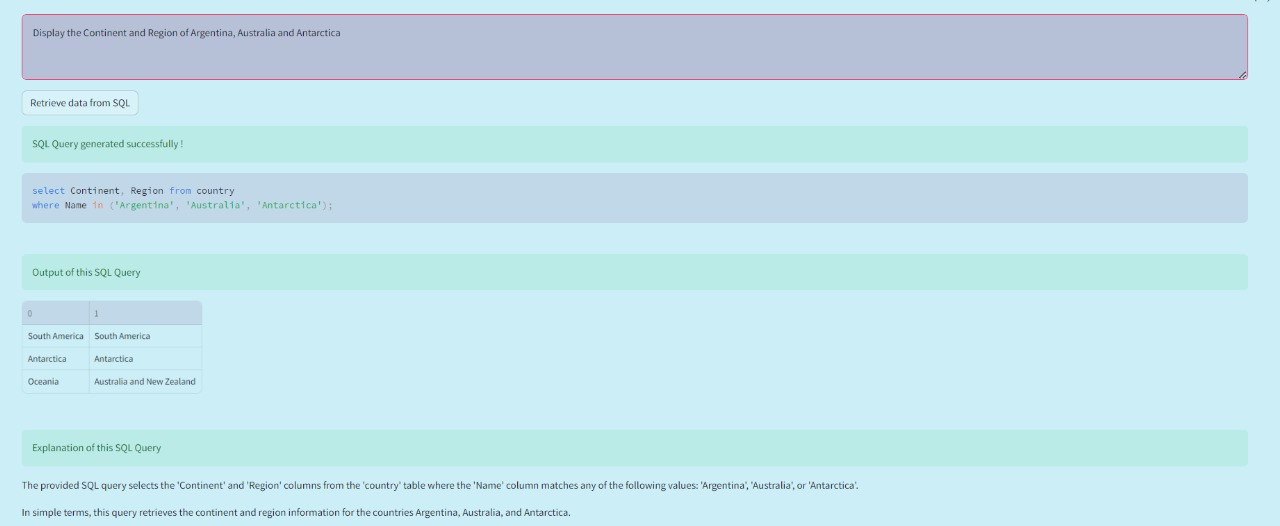 Display the Continent and Region of Argentina, Australia and Antarctica
Retrieve data from SQL
SQL Query generated successfully !
select Continent, Region from country
where Name in ('Argentina', 'Australia', 'Antarctica');
Output of this SQL Query
0 1
South America South America
Antarctica Antarctica
Oceania Australia and New Zealand
Explanation of this SQL Query
The provided SQL query selects the 'Continent' and 'Region' columns from the 'country' table where the 'Name' column matches any of the following values: 'Argentina', 'Australia', or 'Antarctica'.
In simple terms, this query retrieves the continent and region information for the countries Argentina, Australia, and Antarctica.